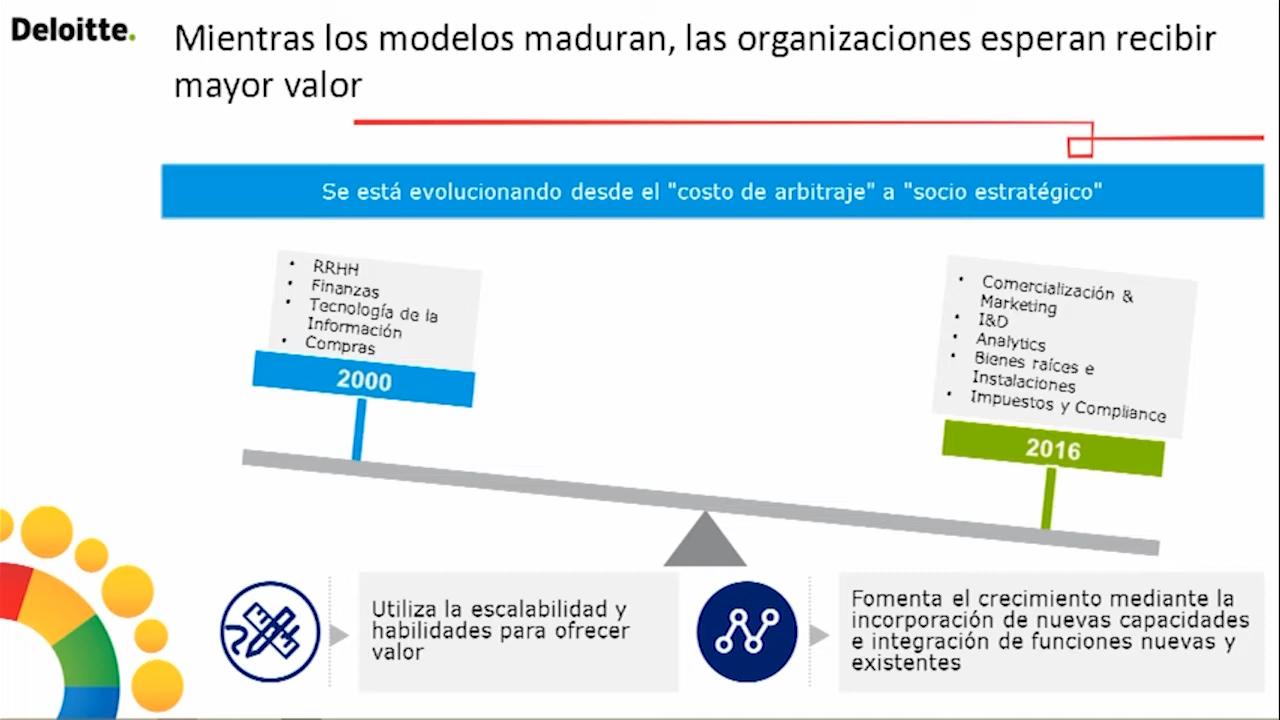 Deloitte.
Mientras los modelos maduran, las organizaciones esperan recibir
mayor valor
Se está evolucionando desde el "costo de arbitraje" a "socio estratégico"
• RRHH
• Finanzas
• Tecnología de la
Información
• Compras
2000
• Comercialización &
Marketing
• I&D
• Analytics
• Bienes raíces e
Instalaciones
• Impuestos y Compliance
2016
Utiliza la escalabilidad y
habilidades para ofrecer
valor
Fomenta el crecimiento mediante la
incorporación de nuevas capacidades
e integración de funciones nuevas y
existentes